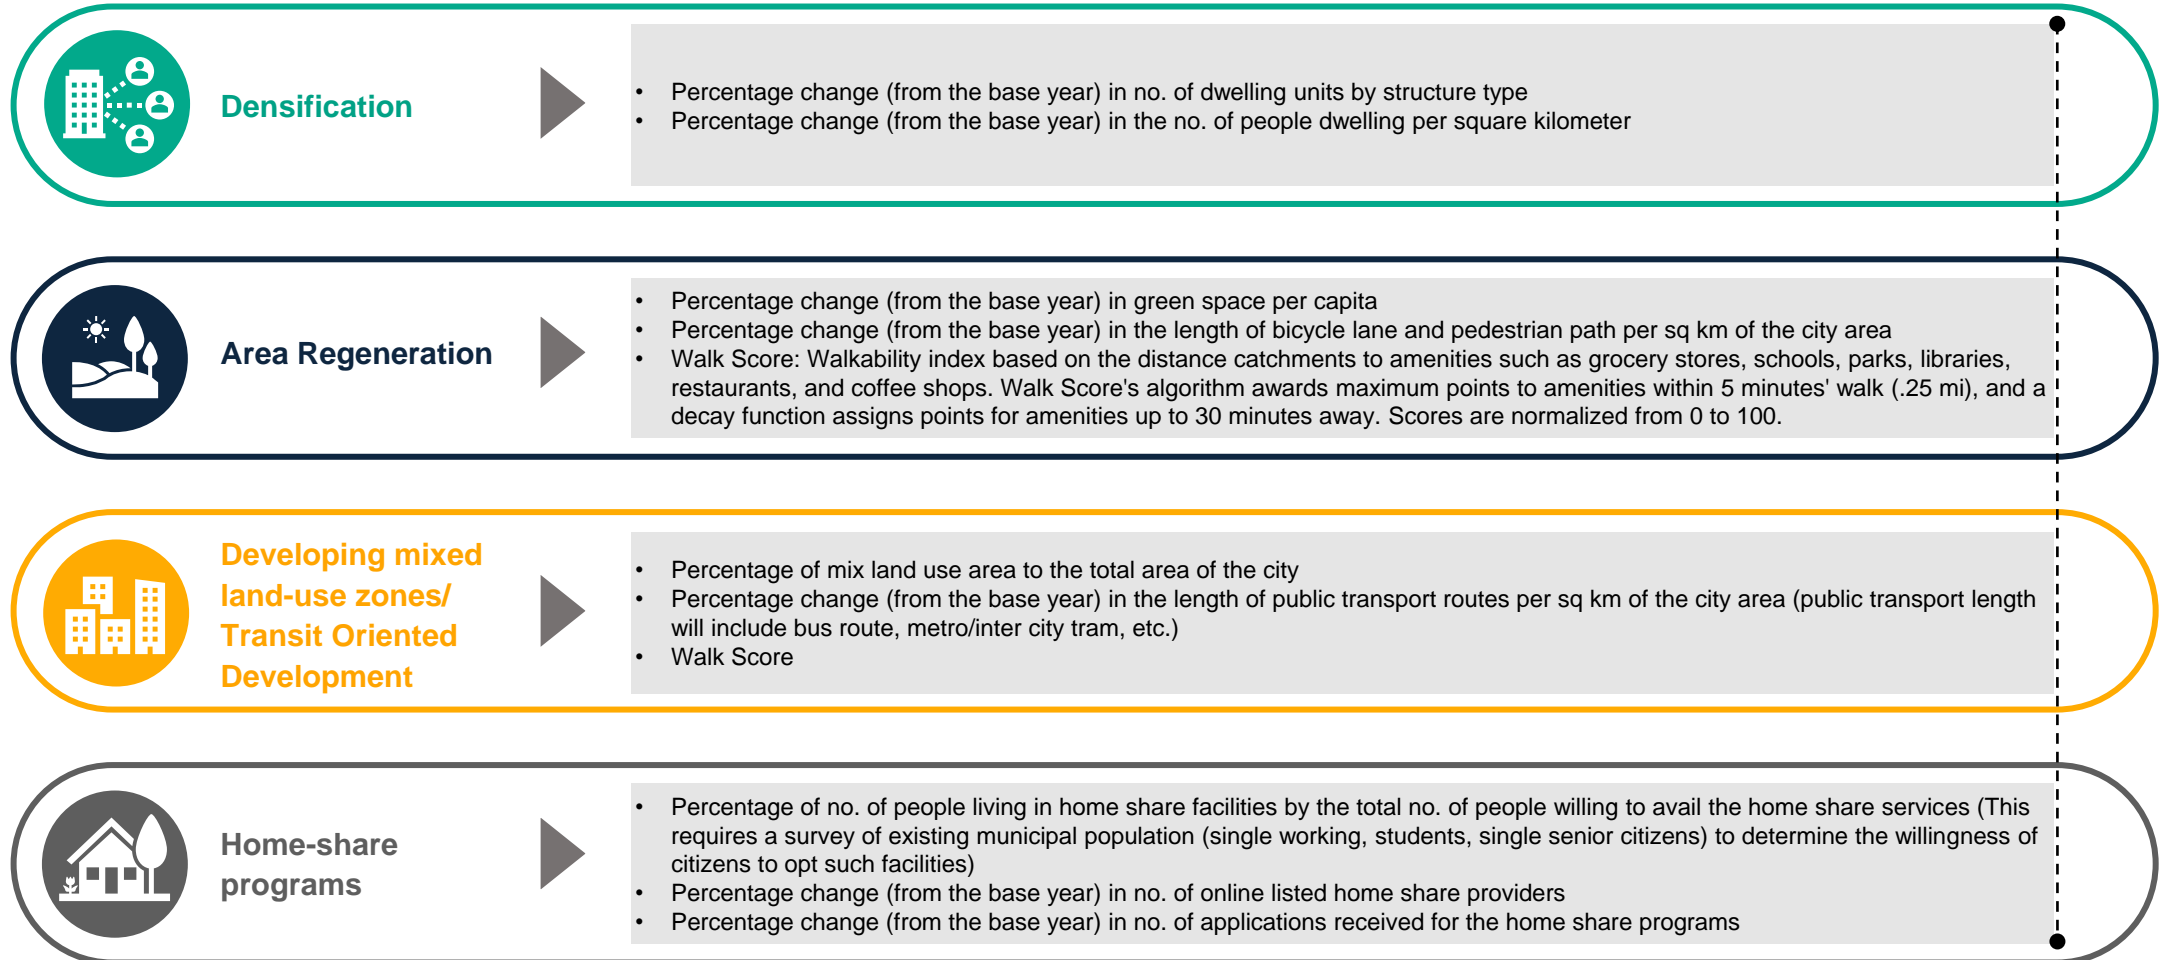 Densification
• Percentage change (from the base year) in no. of dwelling units by structure type
• Percentage change (from the base year) in the no. of people dwelling per square kilometer
Area Regeneration
• Percentage change (from the base year) in green space per capita
• Percentage change (from the base year) in the length of bicycle lane and pedestrian path per sq km of the city area
• Walk Score: Walkability index based on the distance catchments to amenities such as grocery stores, schools, parks, libraries,
restaurants, and coffee shops. Walk Score's algorithm awards maximum points to amenities within 5 minutes' walk (.25 mi), and a
decay function assigns points for amenities up to 30 minutes away. Scores are normalized from 0 to 100.
Developing mixed
land-use zones/
Transit Oriented
Development
• Percentage of mix land use area to the total area of the city
• Percentage change (from the base year) in the length of public transport routes per sq km of the city area (public transport length
will include bus route, metro/inter city tram, etc.)
• Walk Score
Home-share
programs
• Percentage of no. of people living in home share facilities by the total no. of people willing to avail the home share services (This
requires a survey of existing municipal population (single working, students, single senior citizens) to determine the willingness of
citizens to opt such facilities)
• Percentage change (from the base year) in no. of online listed home share providers
• Percentage change (from the base year) in no. of applications received for the home share programs